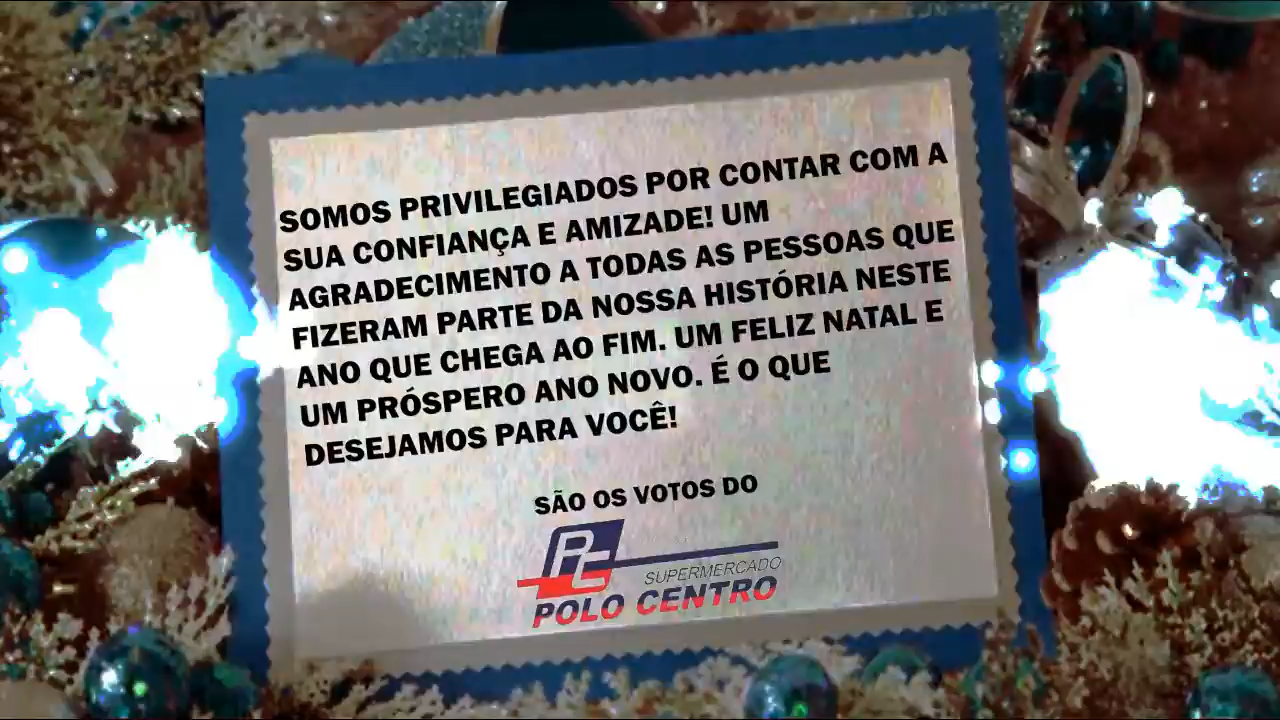 SOMOS PRIVILEGIADOS POR CONTAR COM A
SUA CONFIANÇA E AMIZADE! UM
AGRADECIMENTO A TODAS AS PESSOAS QUE
FIZERAM PARTE DA NOSSA HISTÓRIA NESTE
ANO QUE CHEGA AO FIM. UM FELIZ NATAL E
UM PRÓSPERO ANO NOVO. É O QUE
DESEJAMOS PARA VOCÊ!
SÃO OS VOTOS DO
PC
SUPERMERCADO
POLO CENTRO